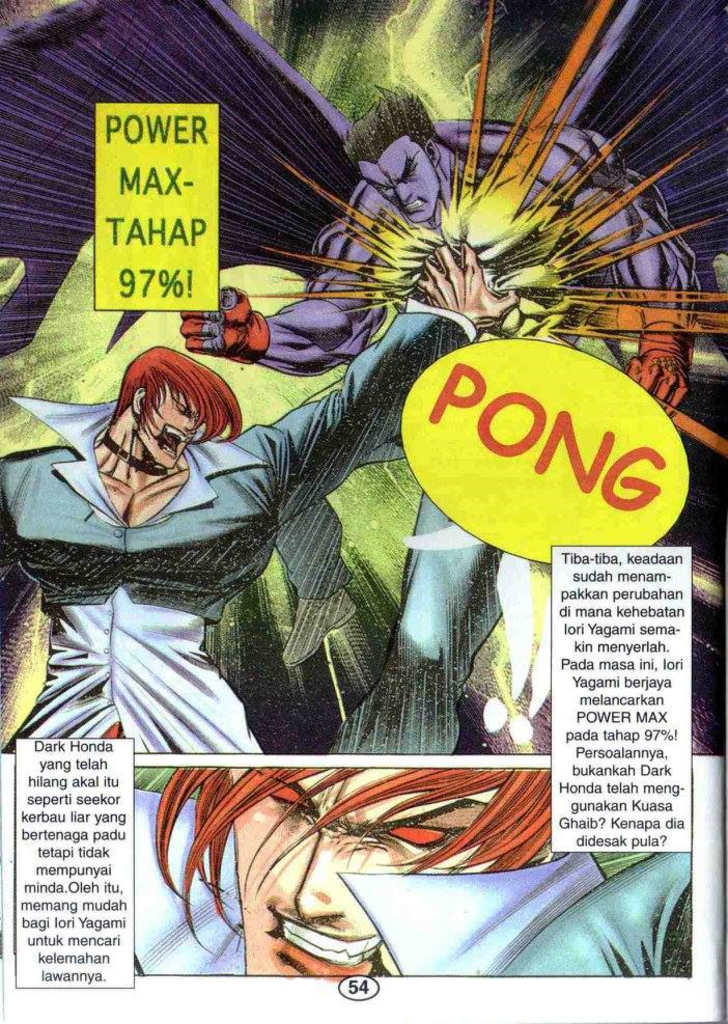 POWER
MAX-
TAHAP
97%!
PONG
Tiba-tiba, keadaan
sudah menam-
pakkan perubahan
di mana kehebatan
Iori Yagami sema-
kin menyerlah.
Pada masa ini, Iori
Yagami berjaya
melancarkan
POWER MAX
pada tahap 97%!
Persoalannya,
bukankah Dark
Honda telah meng-
gunakan Kuasa
Ghaib? Kenapa dia
didesak pula?
Dark Honda
yang telah
hilang akal itu
seperti seekor
kerbau liar yang
bertenaga padu
tetapi tidak
mempunyai
minda.Oleh itu,
memang mudah
bagi Iori Yagami
untuk mencari
kelemahan
lawannya.
54